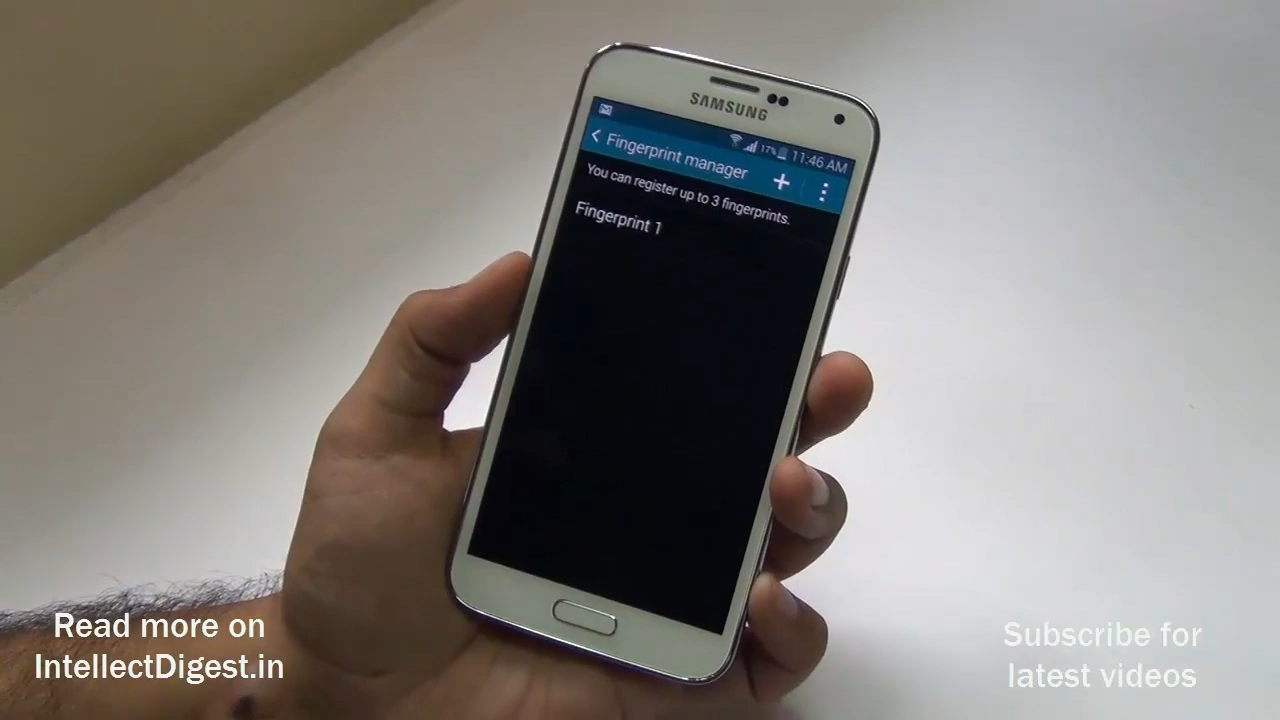 SAMSUNG
17% 11:46 AM
Fingerprint manager
You can register up to 3 fingerprints.
Fingerprint 1
Read more on
IntellectDigest.in
Subscribe for
latest videos